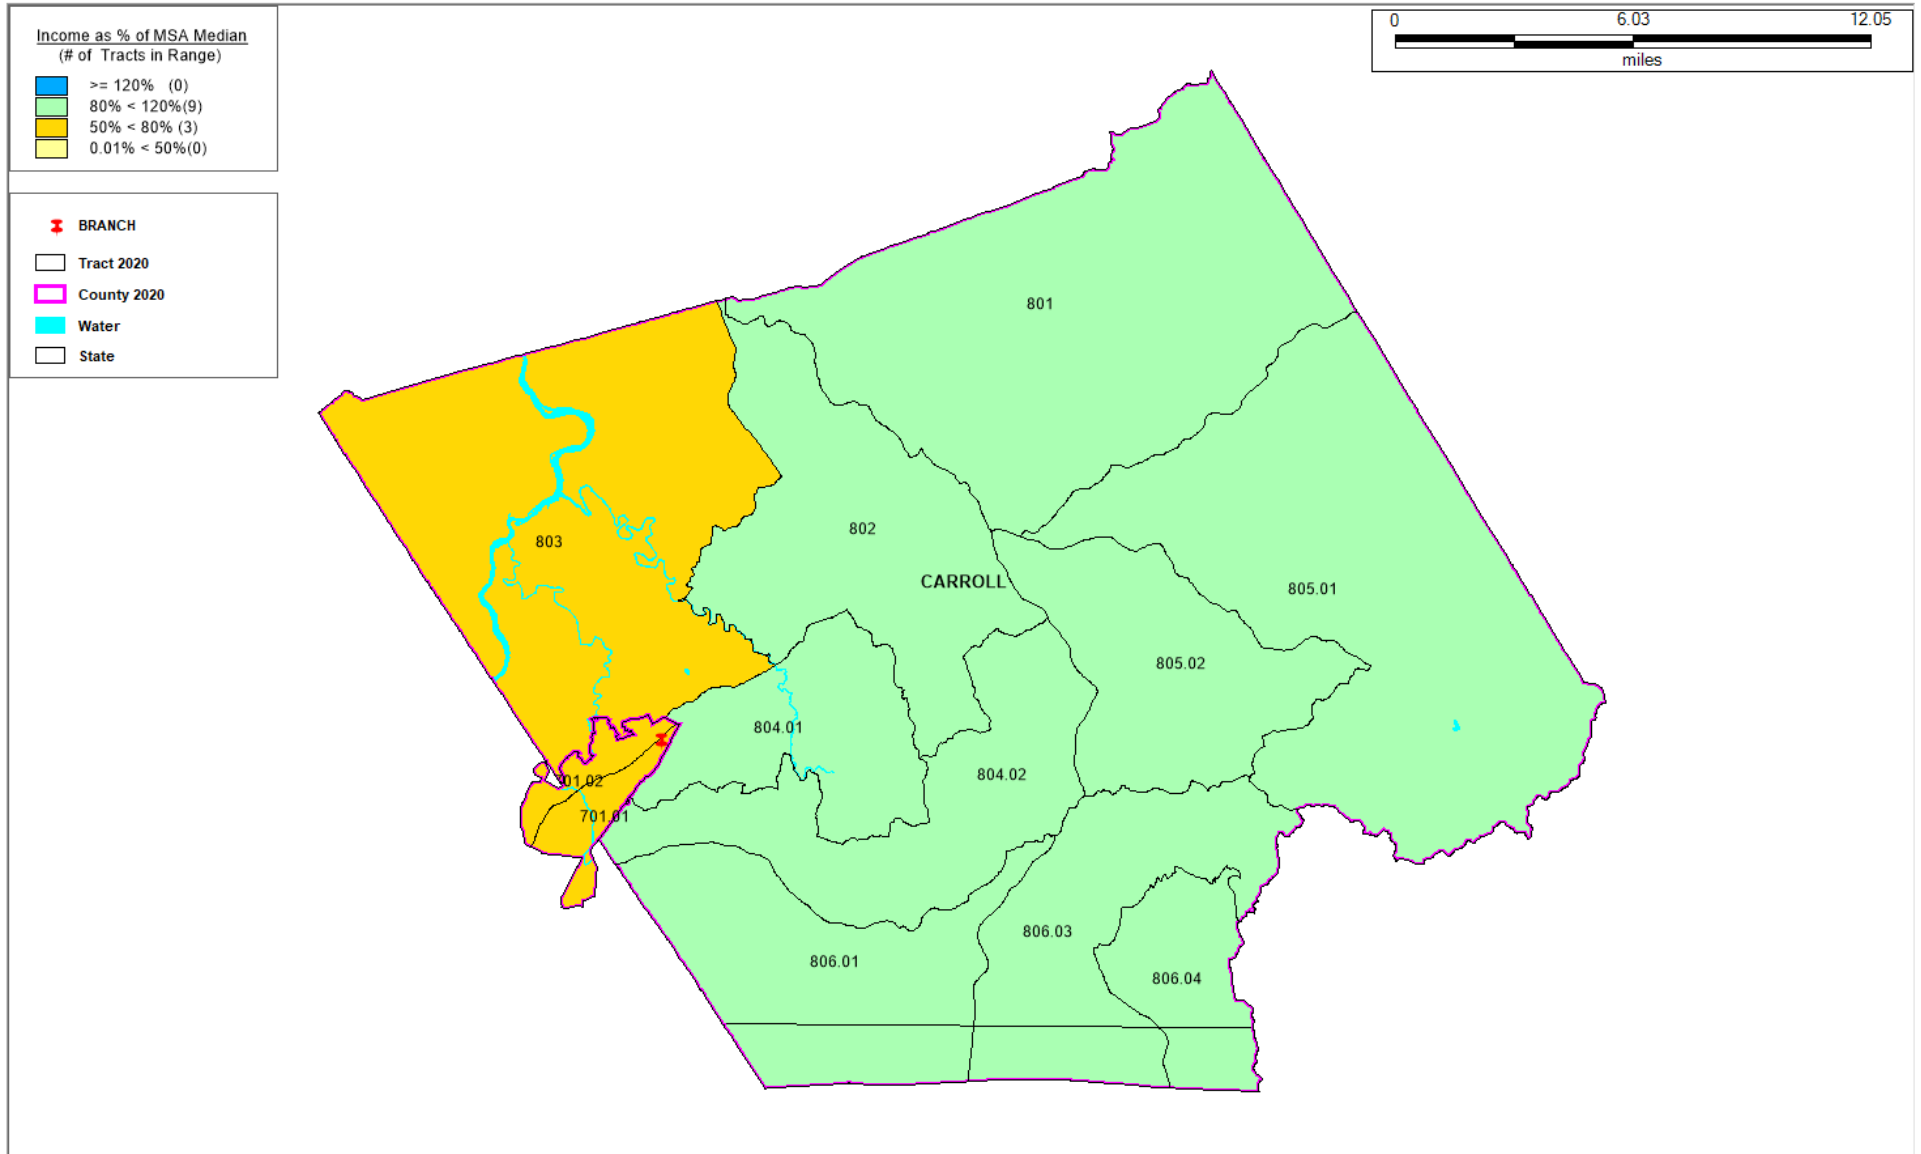 Income as % of MSA Median
(# of Tracts in Range)
>= 120% (0)
80% < 120%(9)
50% < 80% (3)
0.01% < 50%(0)
BRANCH
Tract 2020
County 2020
Water
State
0 6.03 12.05
miles
801
802
803
CARROLL
805.01
805.02
804.01
804.02
01.02
701.01
806.03
806.01
806.04